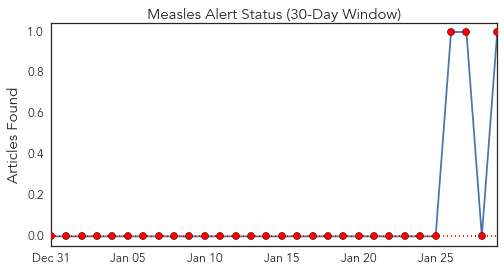 Measles Alert Status (30-Day Window)
Articles Found
1.0
0.8
0.6
0.4
0.2
0.0
Dec 31 Jan 05 Jan 10 Jan 15 Jan 20 Jan 25